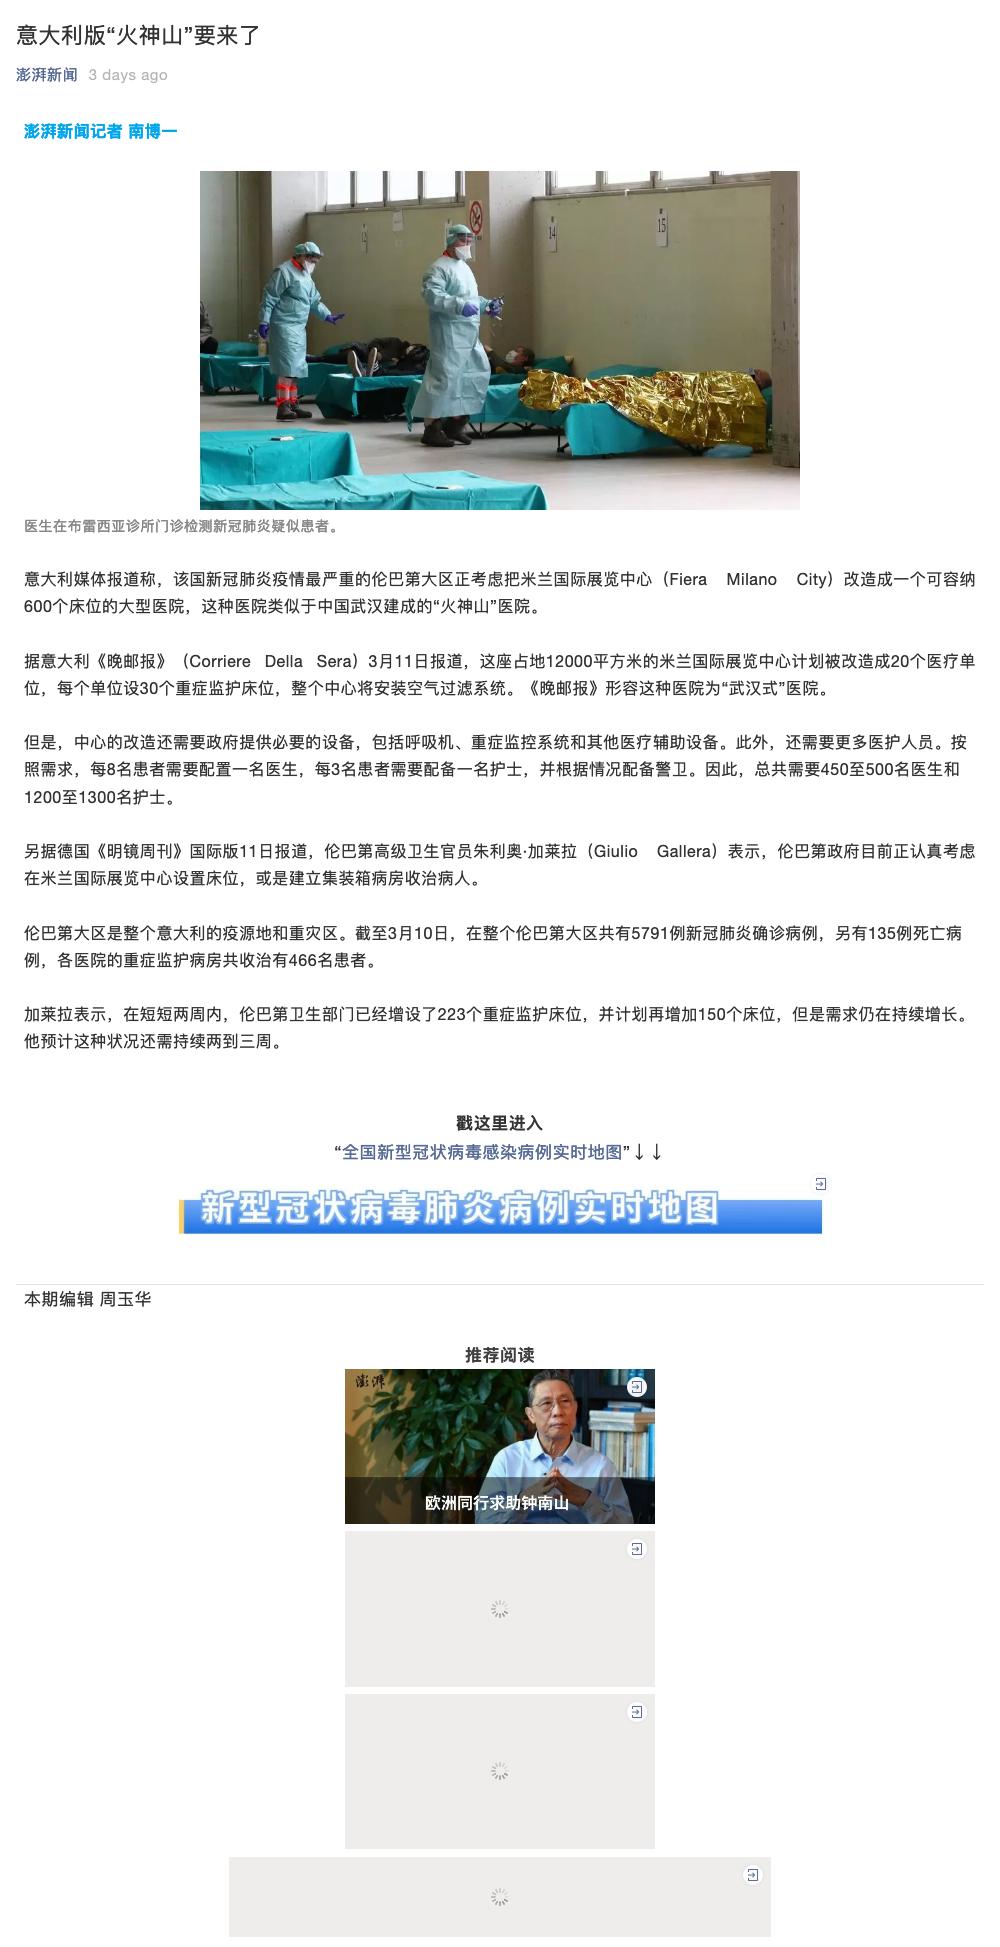 意大利版“火神山”要来了
澎湃新闻 3 days ago
澎湃新闻记者 南博一
14
15
医生在布雷西亚诊所门诊检测新冠肺炎疑似患者。
意大利媒体报道称，该国新冠肺炎疫情最严重的伦巴第大区正考虑把米兰国际展览中心（Fiera Milano City）改造成一个可容纳
600个床位的大型医院，这种医院类似于中国武汉建成的“火神山”医院。
据意大利《晚邮报》（Corriere Della Sera）3月11日报道，这座占地12000平方米的米兰国际展览中心计划被改造成20个医疗单
位，每个单位设30个重症监护床位，整个中心将安装空气过滤系统。《晚邮报》形容这种医院为“武汉式”医院。
但是，中心的改造还需要政府提供必要的设备，包括呼吸机、重症监控系统和其他医疗辅助设备。此外，还需要更多医护人员。按
照需求，每8名患者需要配置一名医生，每3名患者需要配备一名护士，并根据情况配备警卫。因此，总共需要450至500名医生和
1200至1300名护士。
另据德国《明镜周刊》国际版11日报道，伦巴第高级卫生官员朱利奥·加莱拉（Giulio Gallera）表示，伦巴第政府目前正认真考虑
在米兰国际展览中心设置床位，或是建立集装箱病房收治病人。
伦巴第大区是整个意大利的疫源地和重灾区。截至3月10日，在整个伦巴第大区共有5791例新冠肺炎确诊病例，另有135例死亡病
例，各医院的重症监护病房共收治有466名患者。
加莱拉表示，在短短两周内，伦巴第卫生部门已经增设了223个重症监护床位，并计划再增加150个床位，但是需求仍在持续增长。
他预计这种状况还需持续两到三周。
戳这里进入
“全国新型冠状病毒感染病例实时地图”↓↓
新型冠状病毒肺炎病例实时地图
本期编辑 周玉华
推荐阅读
澎湃
欧洲同行求助钟南山